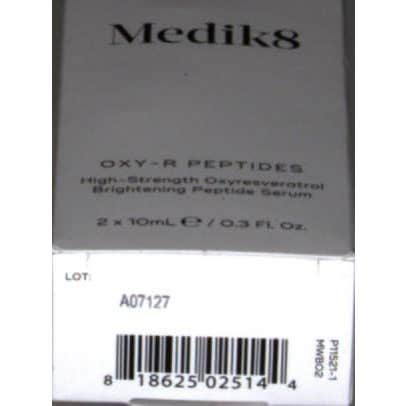 Medik8
OXY-R PEPTIDES
High-Strength Oxyresveratrol
Brightening Peptide Serum
2 x 10mL ℮ / 0.3 Fl. Oz.
LOT:
A07127
P11521-1
MWB02
8 18625 02514 4